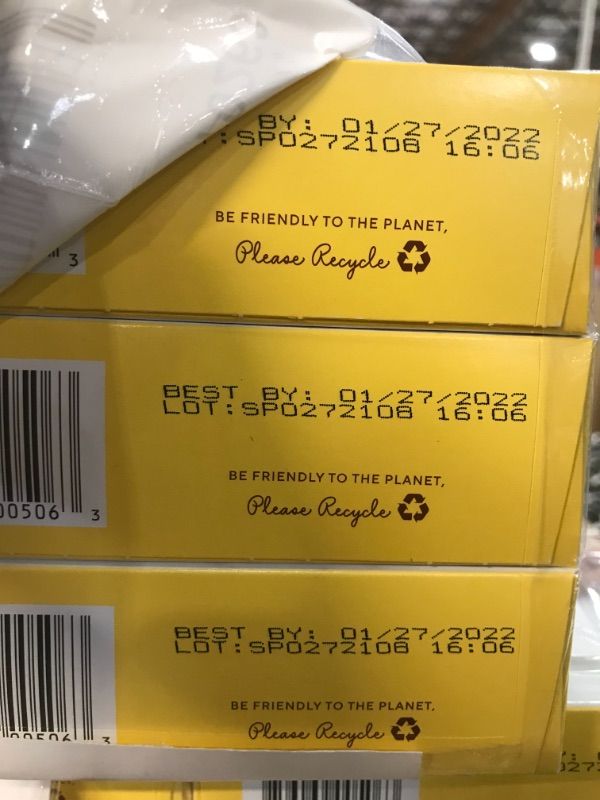 BY: 01/27/2022
:SP0272108 16:06
BE FRIENDLY TO THE PLANET,
Please Recycle
3
BEST BY: 01/27/2022
LOT:SP0272108 16:06
BE FRIENDLY TO THE PLANET,
Please Recycle
00506 3
BEST BY: 01/27/2022
LOT:SP0272108 16:06
BE FRIENDLY TO THE PLANET,
Please Recycle
00506 3